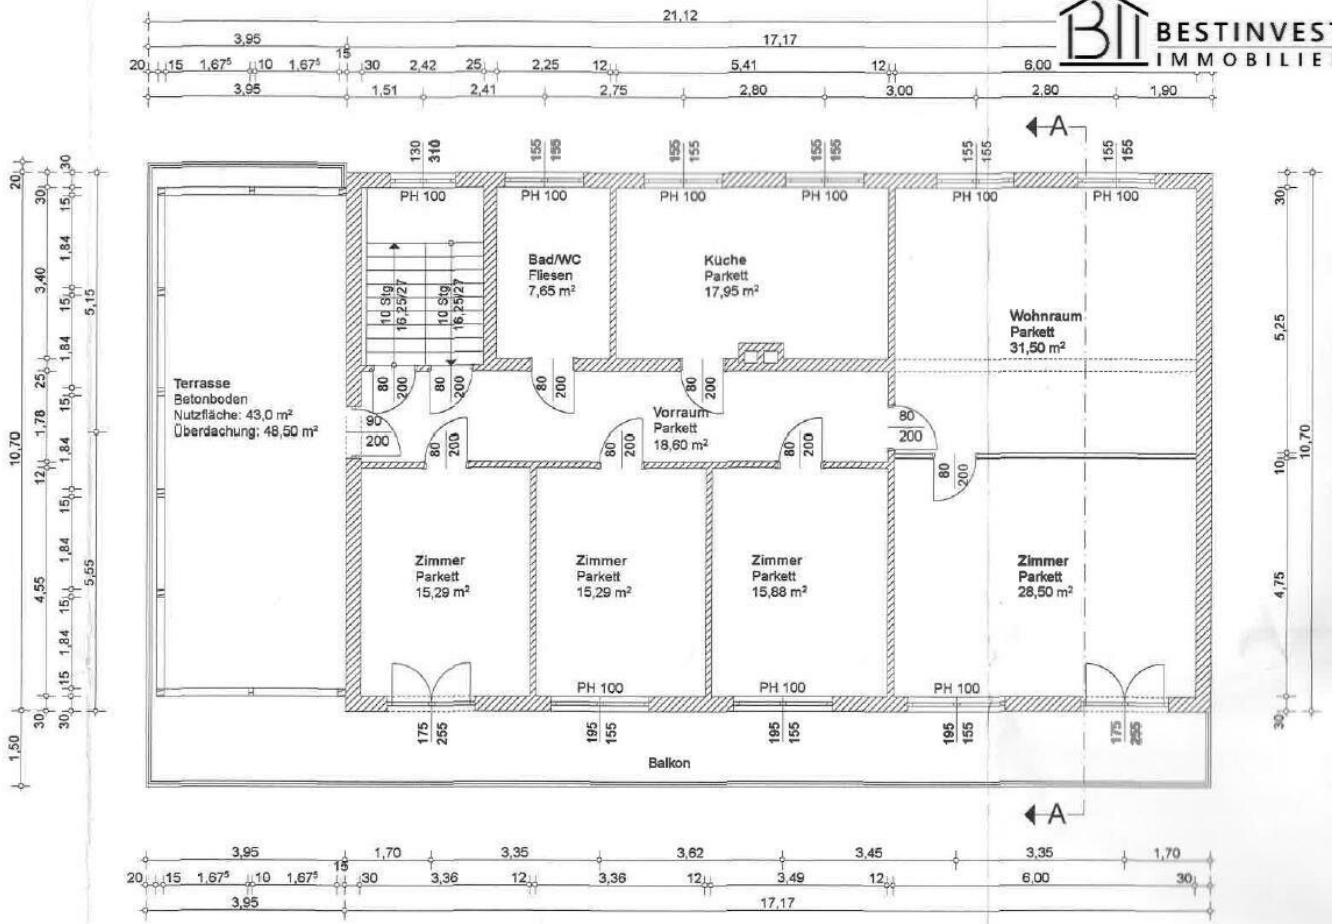 21,12
BESTINVEST
IMMOBILIE
3,95 17,17
20 15 1,67⁵ 10 1,67⁵ 15 30 2,42 25 2,25 12 5,41 12 6,00
3,95 1,51 2,41 2,75 2,80 3,00 2,80 1,90
A
130 310
155 155
155 155
155 155
155 155
155 155
PH 100 PH 100 PH 100 PH 100 PH 100 PH 100
20 10,70 1,50
30 3,40 25 1,78 12 4,55 30
30 15 1,84 15 1,84 15 1,84 15 1,84 15 1,84 15 30
5,15 5,55
10 Stg
16,25/27
10 Stg
16,25/27
Bad/WC
Fliesen
7,65 m²
Küche
Parkett
17,95 m²
Wohnraum
Parkett
31,50 m²
30 5,25 10 4,75 30
10,70
Terrasse
Betonboden
Nutzfläche: 43,0 m²
Überdachung: 48,50 m²
80 200
80 200
80 200
80 200
90
200
Vorraum
Parkett
18,60 m²
80
200
80 200
80 200
80 200
80 200
Zimmer
Parkett
15,29 m²
Zimmer
Parkett
15,29 m²
Zimmer
Parkett
15,88 m²
Zimmer
Parkett
28,50 m²
PH 100 PH 100 PH 100
175 255
195 155
195 155
195 155
175 255
Balkon
A
3,95 1,70 3,35 3,62 3,45 3,35 1,70
20 15 1,67⁵ 10 1,67⁵ 15 30 3,36 12 3,36 12 3,49 12 6,00 30
3,95 17,17